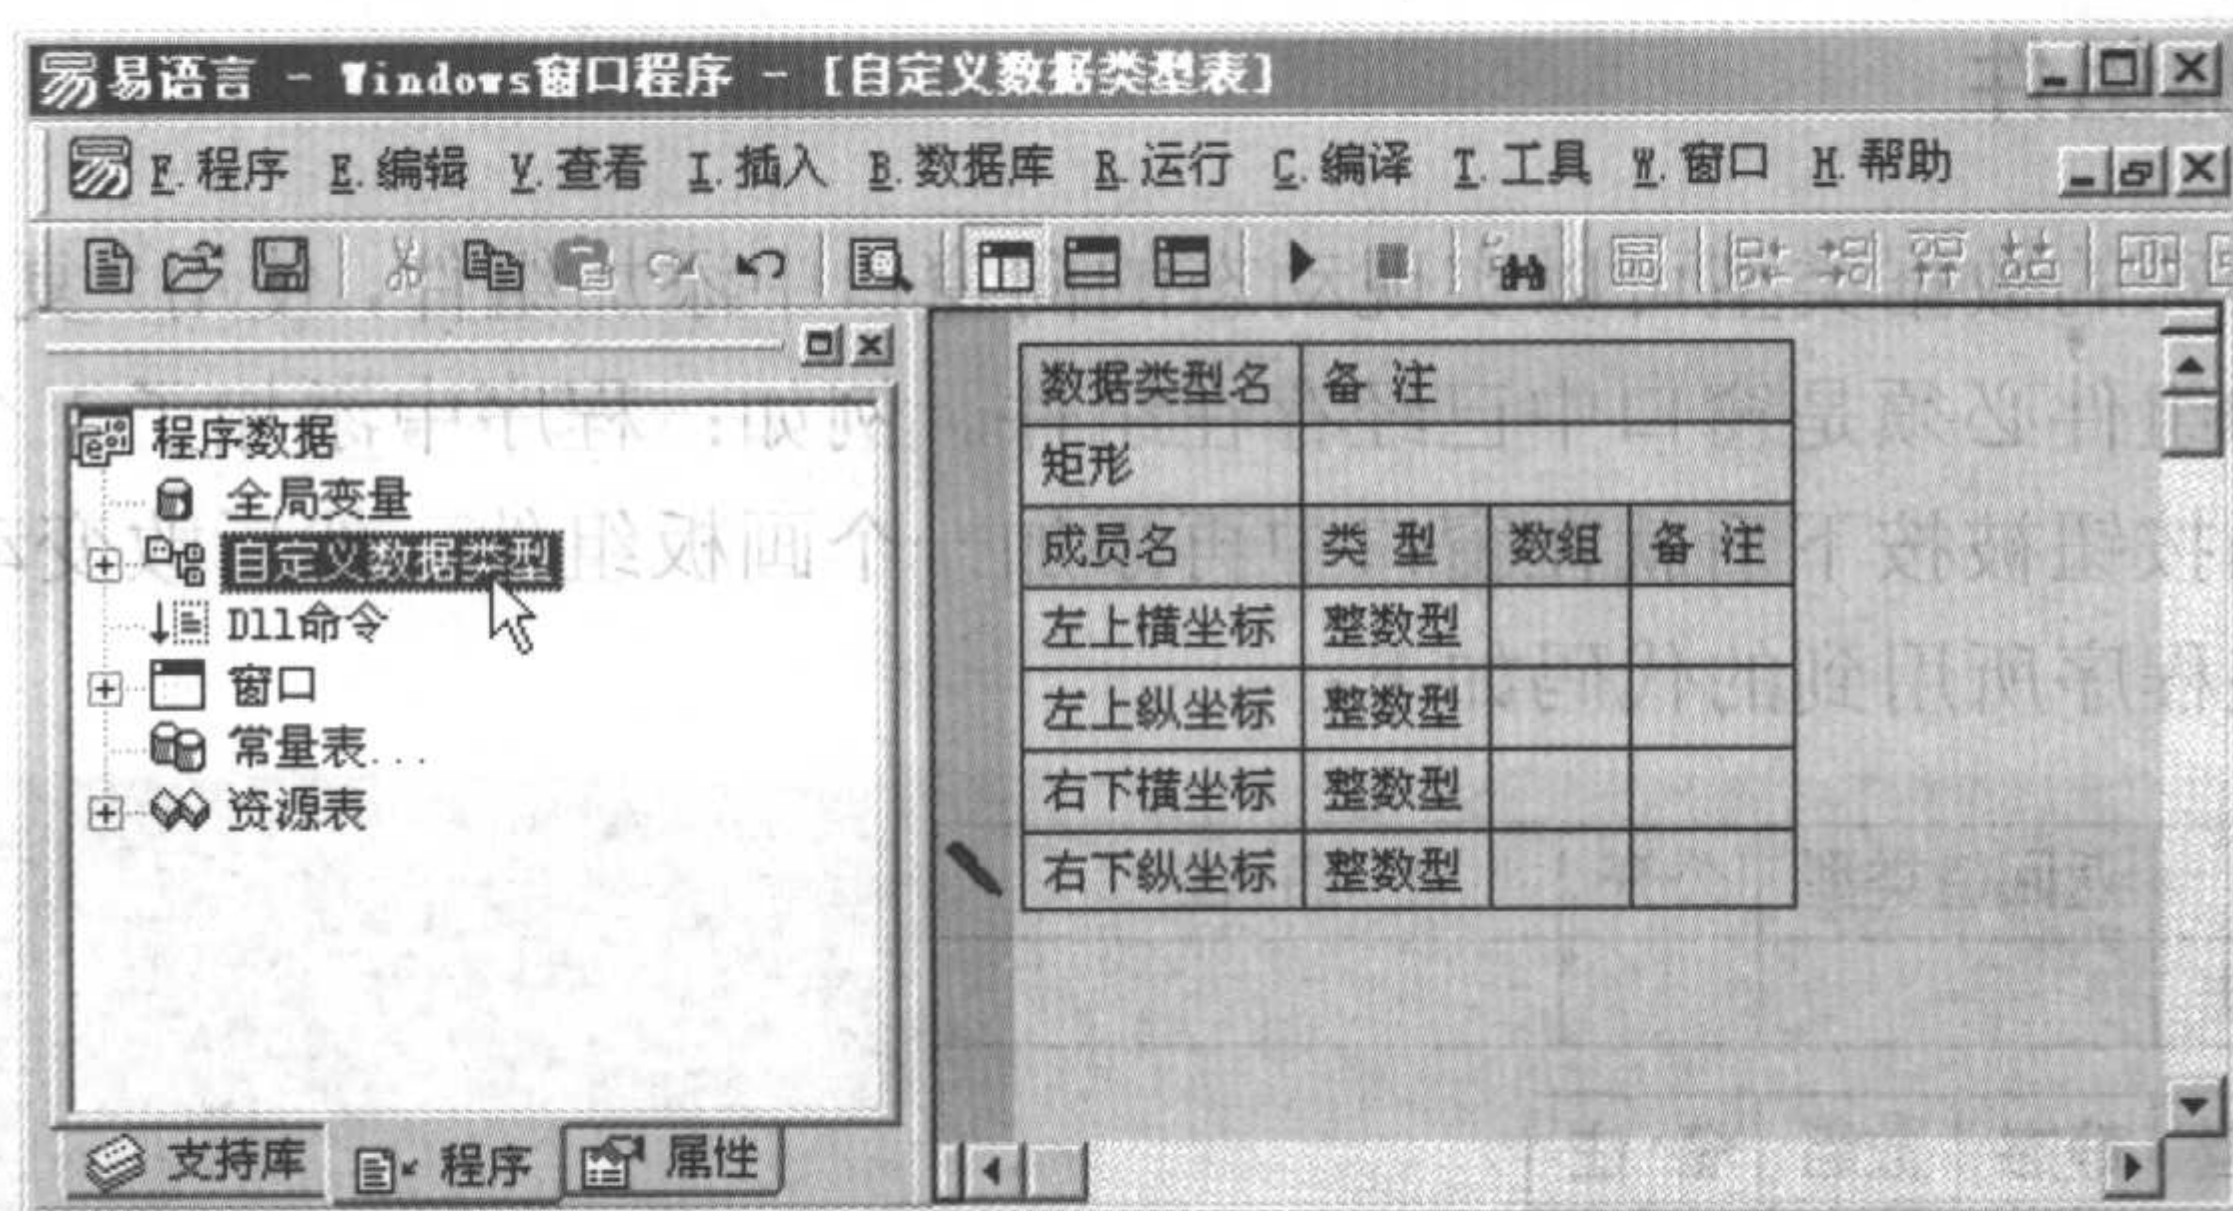 易语言 - Windows窗口程序 - [自定义数据类型表]
F.程序 E.编辑 V.查看 I.插入 B.数据库 R.运行 C.编译 T.工具 W.窗口 H.帮助
程序数据
全局变量
自定义数据类型
Dll命令
窗口
常量表...
资源表
支持库 程序 属性
数据类型名 备 注
矩形
成员名 类 型 数组 备 注
左上横坐标 整数型
左上纵坐标 整数型
右下横坐标 整数型
右下纵坐标 整数型